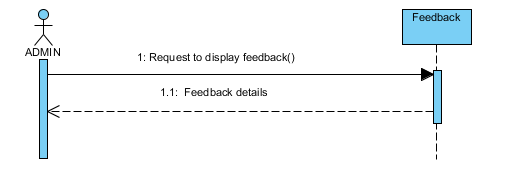 Feedback
ADMIN
1: Request to display feedback()
1.1: Feedback details